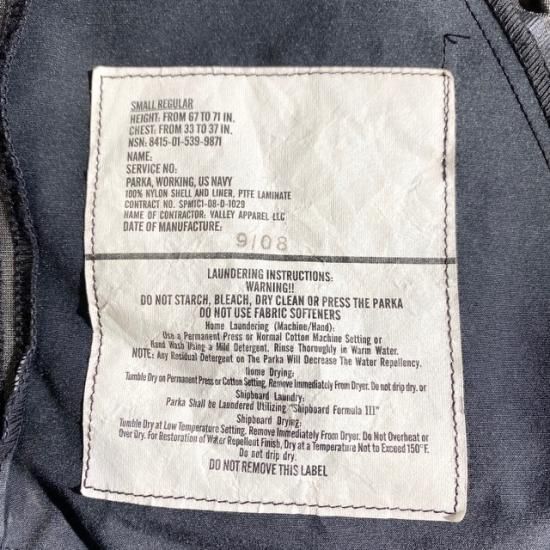 SMALL REGULAR
HEIGHT: FROM 67 TO 71 IN.
CHEST: FROM 33 TO 37 IN.
NSN: 8415-01-539-9871
NAME:
SERVICE NO:
PARKA, WORKING, US NAVY
100% NYLON SHELL AND LINER, PTFE LAMINATE
CONTRACT NO. SPM1C1-08-D-1029
NAME OF CONTRACTOR: VALLEY APPAREL LLC
DATE OF MANUFACTURE:
9/08
LAUNDERING INSTRUCTIONS:
WARNING!!
DO NOT STARCH, BLEACH, DRY CLEAN OR PRESS THE PARKA
DO NOT USE FABRIC SOFTENERS
Home Laundering (Machine/Hand):
Use a Permanent Press or Normal Cotton Machine Setting or
Hand Wash Using a Mild Detergent. Rinse Thoroughly in Warm Water.
NOTE: Any Residual Detergent on The Parka Will Decrease The Water Repellency.
Home Drying:
Tumble Dry on Permanent Press or Cotton Setting, Remove Immediately From Dryer. Do not drip dry. or
Shipboard Laundry:
Parka Shall be Laundered Utilizing "Shipboard Formula III"
Shipboard Drying:
Tumble Dry at Low Temperature Setting. Remove Immediately From Dryer. Do Not Overheat or
Over Dry. For Restoration of Water Repellent Finish, Dry at a Temperature Not to Exceed 150°F.
Do not drip dry.
DO NOT REMOVE THIS LABEL